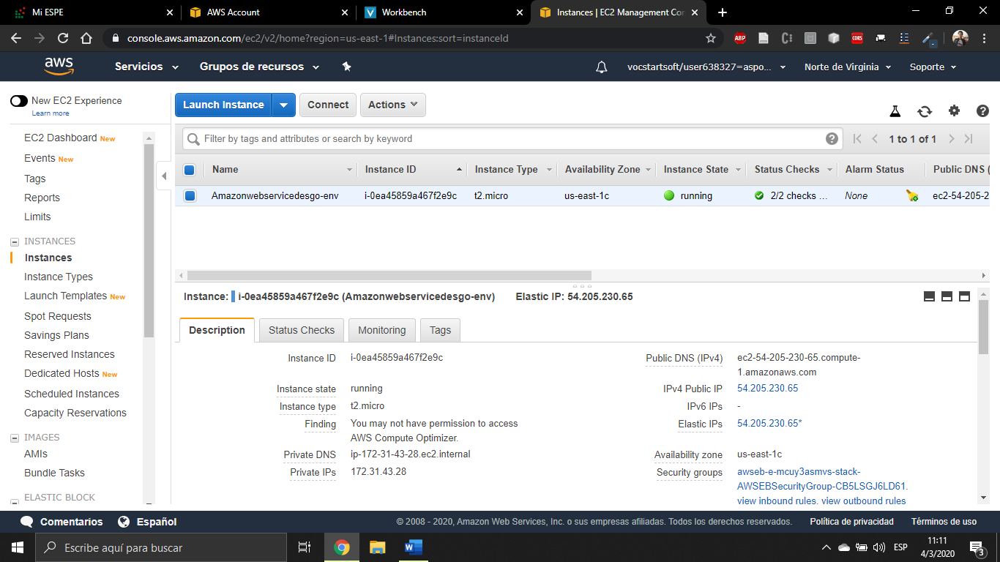 Mi ESPE
AWS Account
Workbench
Instances | EC2 Management Con
console.aws.amazon.com/ec2/v2/home?region=us-east-1#Instances:sort=instanceId
ABP
CORS
aws
Servicios
Grupos de recursos
vocstartsoft/user638327=aspo...
Norte de Virginia
Soporte
New EC2 Experience
Learn more
EC2 Dashboard New
Events New
Tags
Reports
Limits
INSTANCES
Instances
Instance Types
Launch Templates New
Spot Requests
Savings Plans
Reserved Instances
Dedicated Hosts New
Scheduled Instances
Capacity Reservations
IMAGES
AMIs
Bundle Tasks
ELASTIC BLOCK
Launch Instance
Connect
Actions
Filter by tags and attributes or search by keyword
1 to 1 of 1
Name Instance ID Instance Type Availability Zone Instance State Status Checks Alarm Status Public DNS (
Amazonwebservicedesgo-env i-0ea45859a467f2e9c t2.micro us-east-1c running 2/2 checks ... None ec2-54-205-2
Instance: i-0ea45859a467f2e9c (Amazonwebservicedesgo-env) Elastic IP: 54.205.230.65
Description Status Checks Monitoring Tags
Instance ID i-0ea45859a467f2e9c
Instance state running
Instance type t2.micro
Finding You may not have permission to access
AWS Compute Optimizer.
Private DNS ip-172-31-43-28.ec2.internal
Private IPs 172.31.43.28
Public DNS (IPv4) ec2-54-205-230-65.compute-
1.amazonaws.com
IPv4 Public IP 54.205.230.65
IPv6 IPs -
Elastic IPs 54.205.230.65*
Availability zone us-east-1c
Security groups awseb-e-mcuy3asmvs-stack-
AWSEBSecurityGroup-CB5LSGJ6LD61.
view inbound rules. view outbound rules
Comentarios
Español
© 2008 - 2020, Amazon Web Services, Inc. o sus empresas afiliadas. Todos los derechos reservados.
Política de privacidad
Términos de uso
Escribe aquí para buscar
ESP
11:11
4/3/2020
3